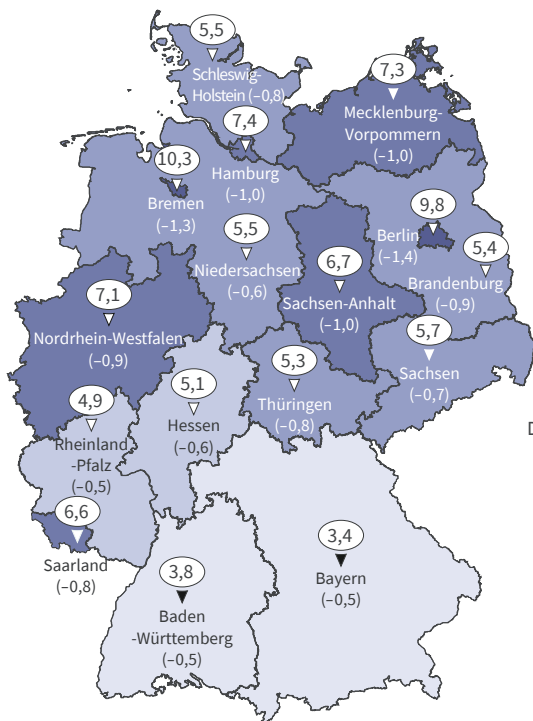 5,5
Schleswig-
Holstein (–0,8)
7,3
Mecklenburg-
Vorpommern
(–1,0)
7,4
Hamburg
(–1,0)
10,3
Bremen
(–1,3)
9,8
Berlin
(–1,4)
5,5
Niedersachsen
(–0,6)
6,7
Sachsen-Anhalt
(–1,0)
5,4
Brandenburg
(–0,9)
7,1
Nordrhein-Westfalen
(–0,9)
5,7
Sachsen
(–0,7)
5,3
Thüringen
(–0,8)
5,1
Hessen
(–0,6)
4,9
Rheinland
-Pfalz
(–0,5)
D
6,6
Saarland
(–0,8)
3,8
Baden
-Württemberg
(–0,5)
3,4
Bayern
(–0,5)